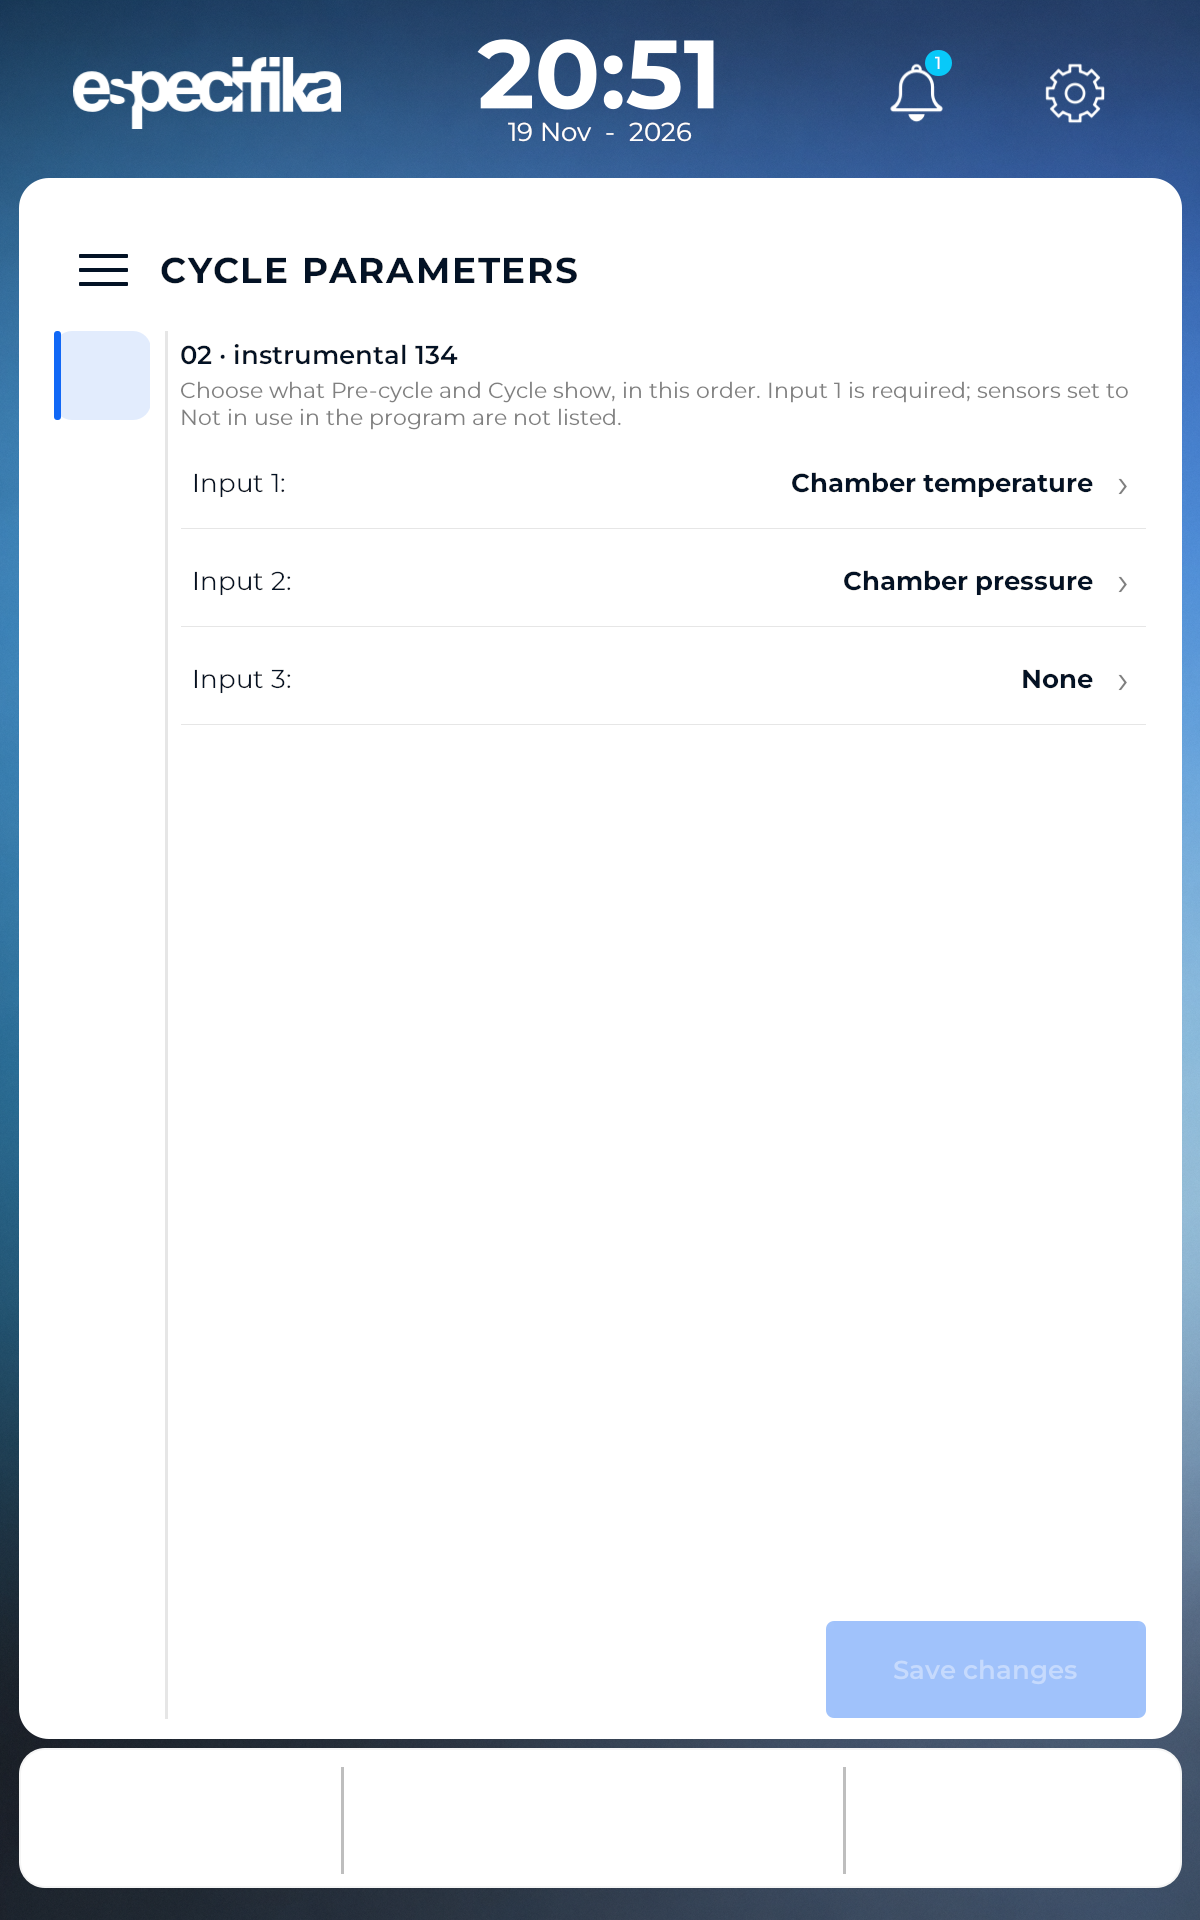 especifika
20:51
19 Nov - 2026
1
CYCLE PARAMETERS
02 · instrumental 134
Choose what Pre-cycle and Cycle show, in this order. Input 1 is required; sensors set to
Not in use in the program are not listed.
Input 1:
Chamber temperature
Input 2:
Chamber pressure
Input 3:
None
Save changes